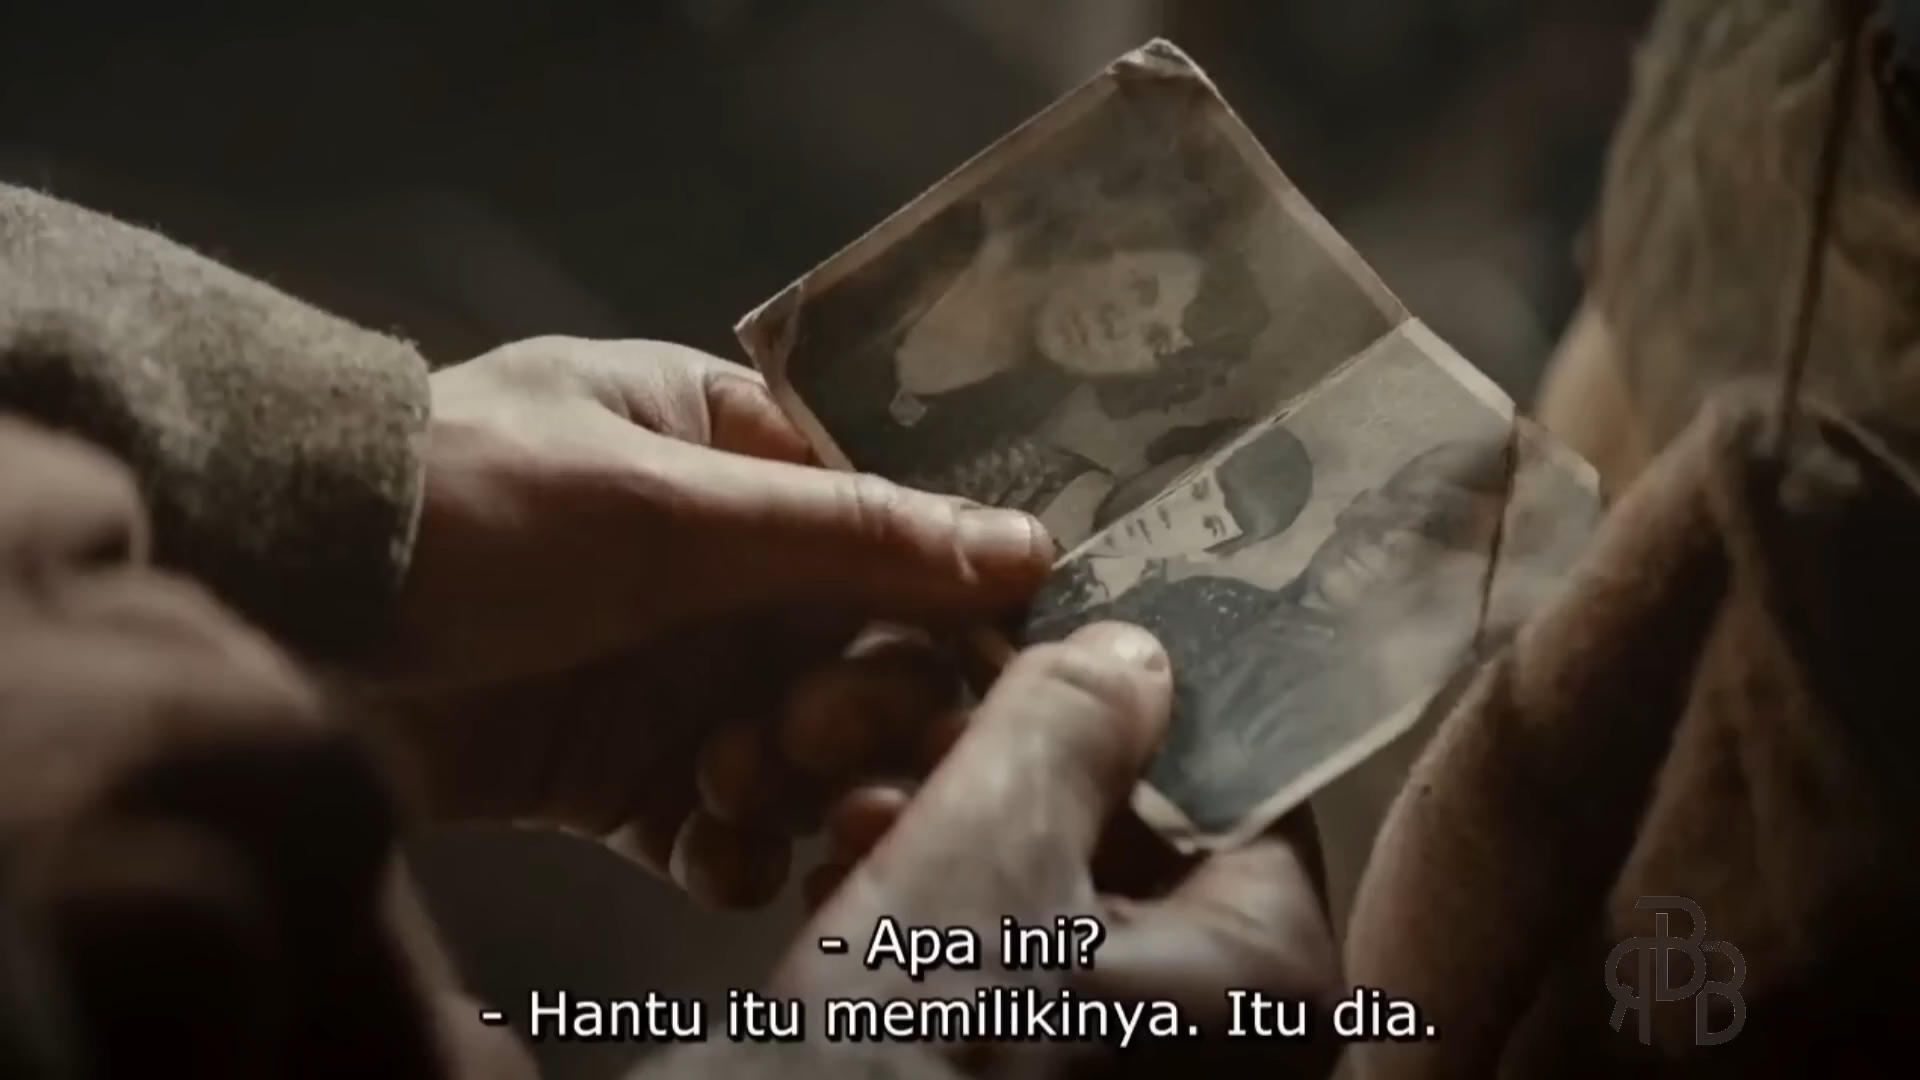 - Apa ini?
- Hantu itu memilikinya. Itu dia.